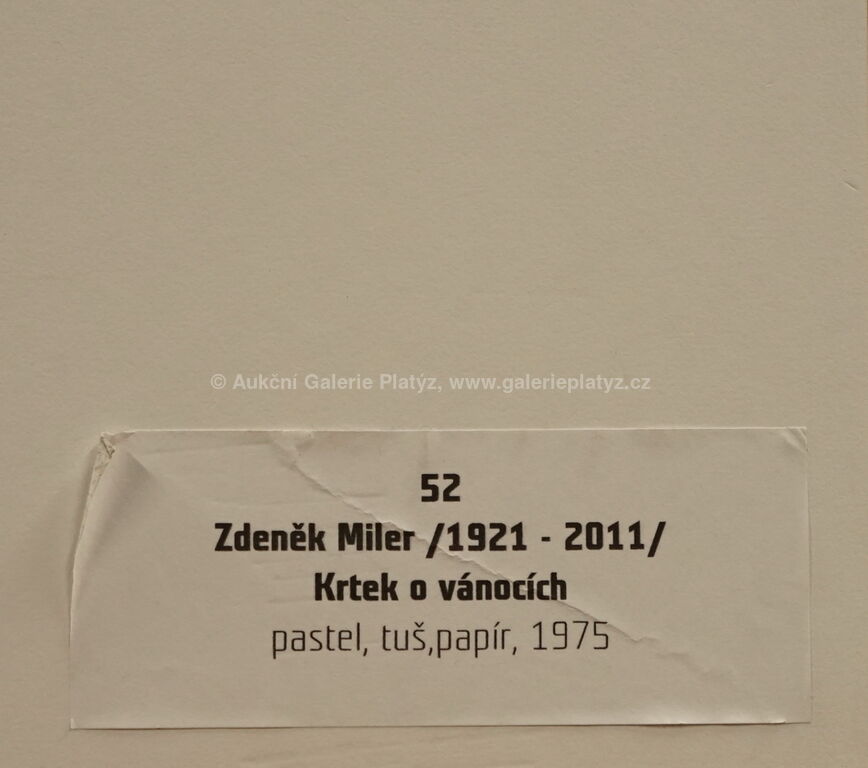 © Aukční Galerie Platýz, www.galerieplatyz.cz
52
Zdeněk Miler /1921 - 2011/
Krtek o vánocích
pastel, tuš,papír, 1975